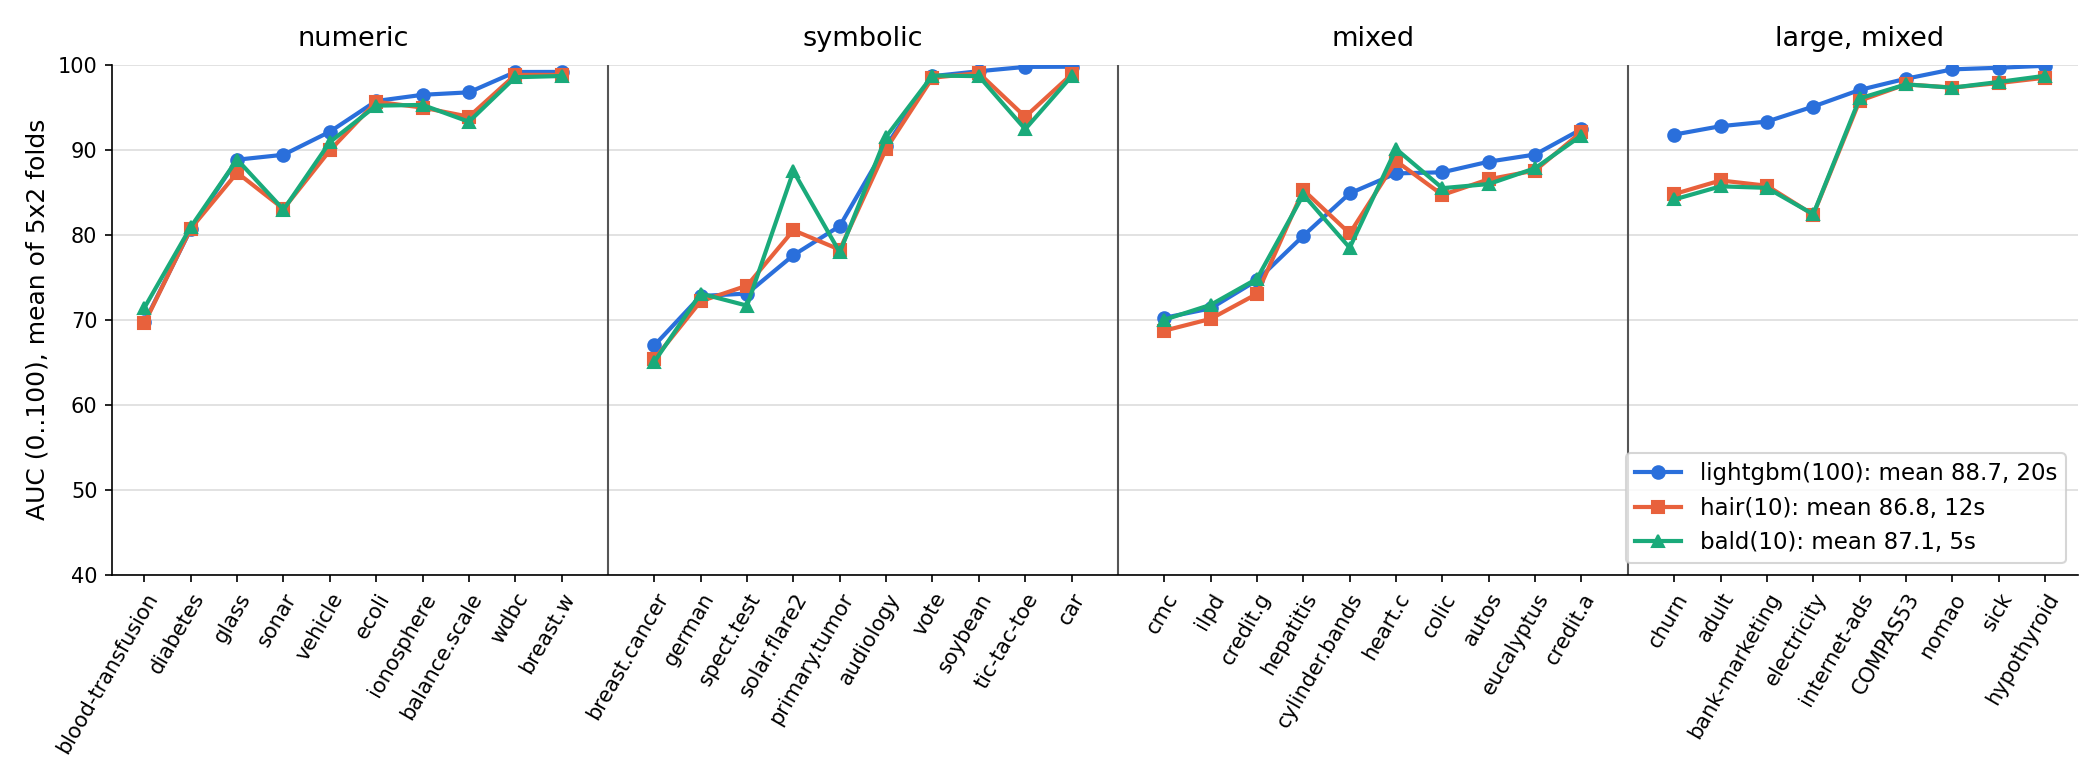 numeric
symbolic
mixed
large, mixed
AUC (0..100), mean of 5x2 folds
100
90
80
70
60
50
40
lightgbm(100): mean 88.7, 20s
hair(10): mean 86.8, 12s
bald(10): mean 87.1, 5s
blood-transfusion
diabetes
glass
sonar
vehicle
ecoli
ionosphere
balance.scale
wdbc
breast.w
breast.cancer
german
spect.test
solar.flare2
primary.tumor
audiology
vote
soybean
tic-tac-toe
car
cmc
ilpd
credit.g
hepatitis
cylinder.bands
heart.c
colic
autos
eucalyptus
credit.a
churn
adult
bank-marketing
electricity
internet-ads
COMPAS53
nomao
sick
hypothyroid